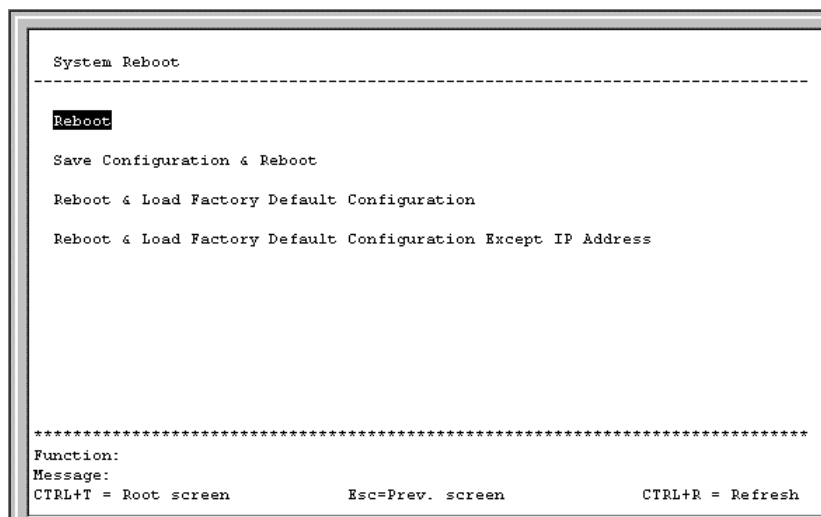 System Reboot
--------------------------------------------------------------------------------
Reboot
Save Configuration & Reboot
Reboot & Load Factory Default Configuration
Reboot & Load Factory Default Configuration Except IP Address
********************************************************************************
Function:
Message:
CTRL+T = Root screen Esc=Prev. screen CTRL+R = Refresh